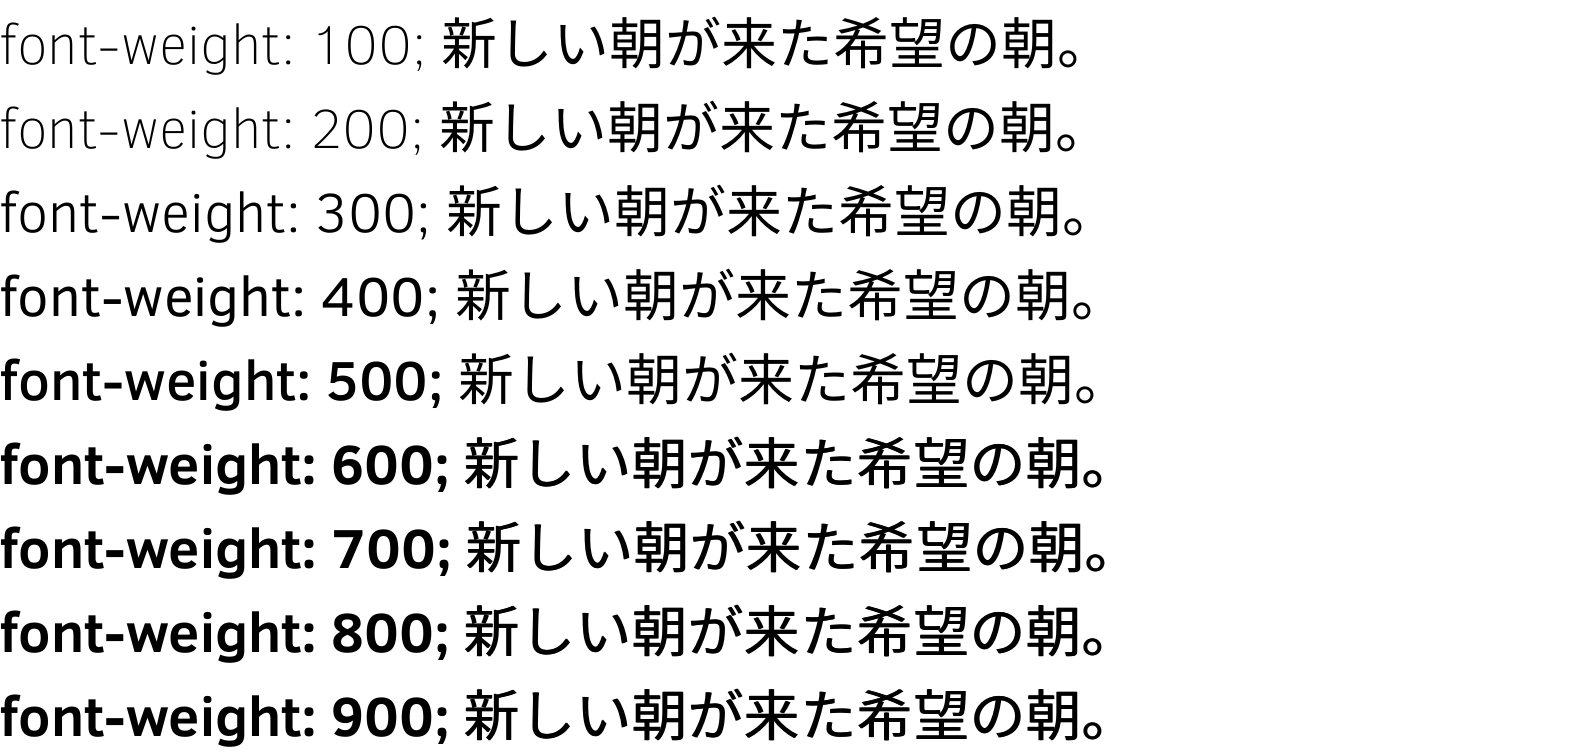 font-weight: 100; 新しい朝が来た希望の朝。
font-weight: 200; 新しい朝が来た希望の朝。
font-weight: 300; 新しい朝が来た希望の朝。
font-weight: 400; 新しい朝が来た希望の朝。
font-weight: 500; 新しい朝が来た希望の朝。
font-weight: 600; 新しい朝が来た希望の朝。
font-weight: 700; 新しい朝が来た希望の朝。
font-weight: 800; 新しい朝が来た希望の朝。
font-weight: 900; 新しい朝が来た希望の朝。